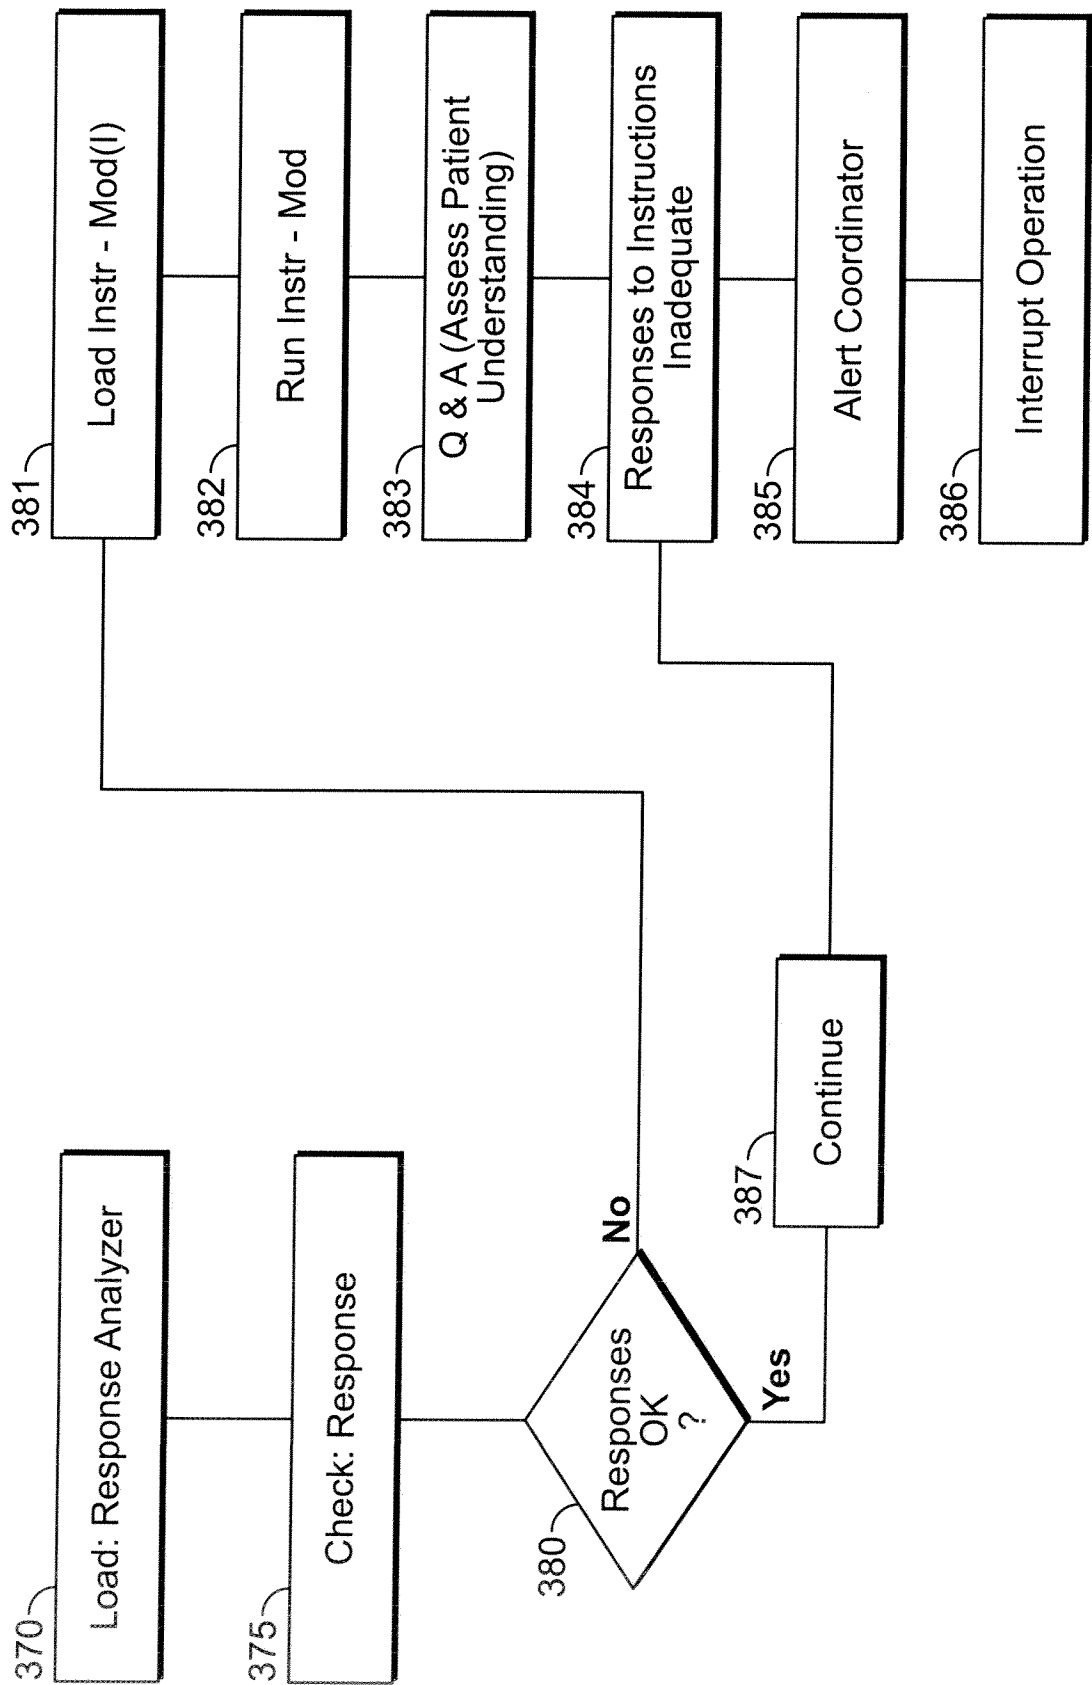 370
Load: Response Analyzer
375
Check: Response
380
Responses
OK
?
No
Yes
387
Continue
381
Load Instr - Mod(I)
382
Run Instr - Mod
383
Q & A (Assess Patient
Understanding)
384
Responses to Instructions
Inadequate
385
Alert Coordinator
386
Interrupt Operation